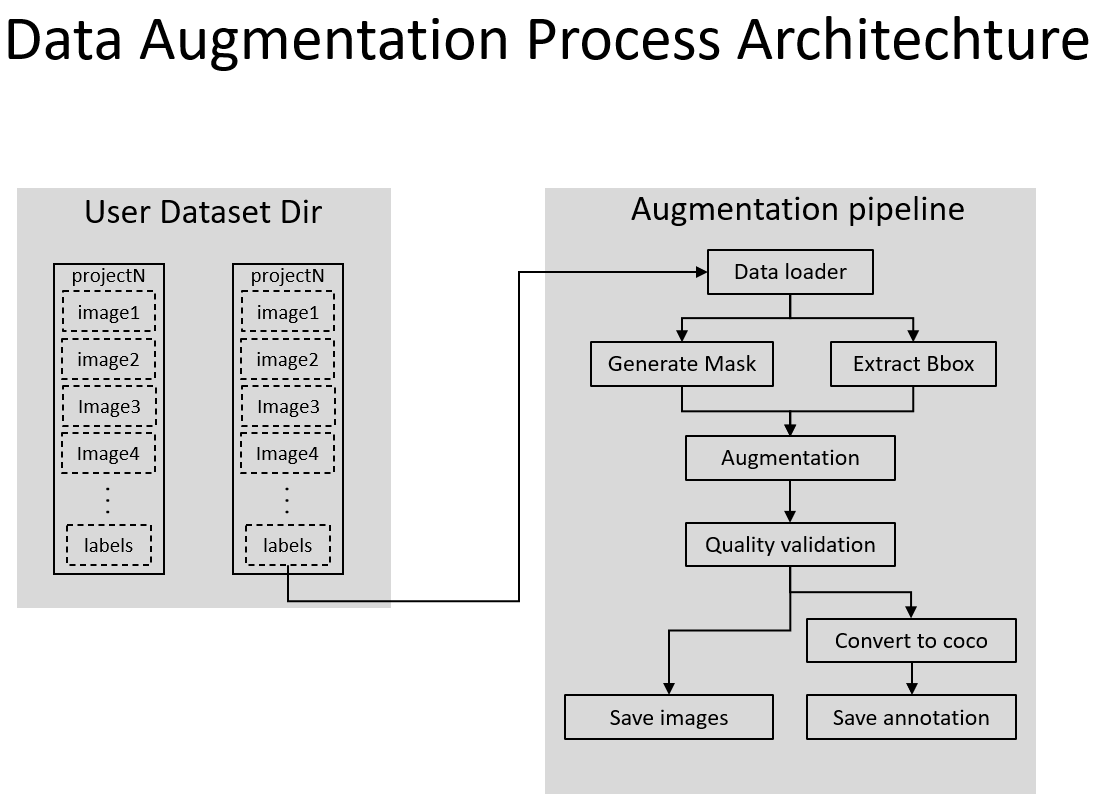 Data Augmentation Process Architechture
User Dataset Dir
projectN
image1
image2
Image3
Image4
labels
projectN
image1
image2
Image3
Image4
labels
Augmentation pipeline
Data loader
Generate Mask
Extract Bbox
Augmentation
Quality validation
Convert to coco
Save images
Save annotation